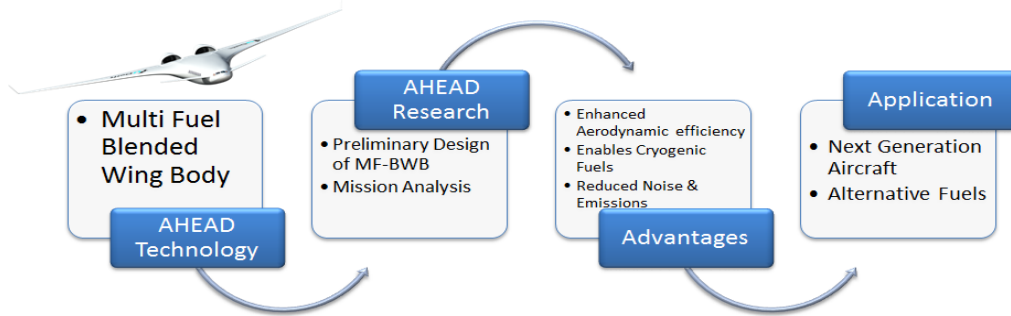 • Multi Fuel
Blended
Wing Body
AHEAD
Technology
AHEAD
Research
• Preliminary Design
of MF-BWB
• Mission Analysis
• Enhanced
Aerodynamic efficiency
• Enables Cryogenic
Fuels
• Reduced Noise &
Emissions
Advantages
Application
• Next Generation
Aircraft
• Alternative Fuels